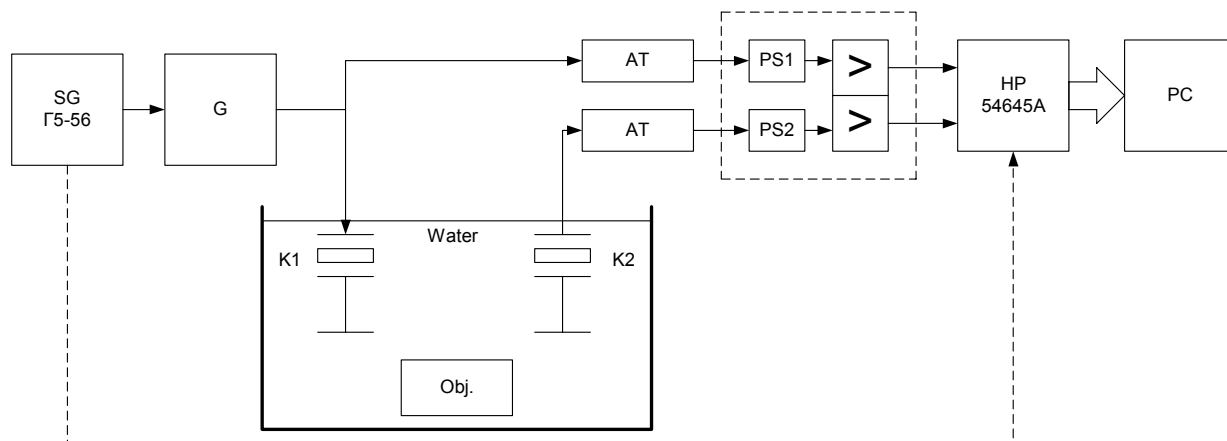 AT
PS1
>
SG
Г5-56
G
HP
54645A
PC
AT
PS2
>
Water
K1
K2
Obj.